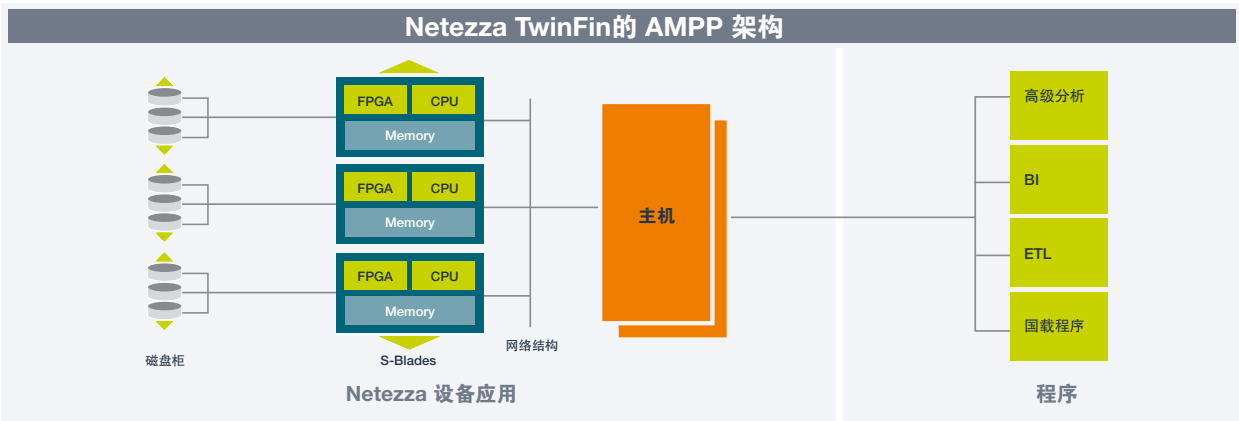 Netezza TwinFin的 AMPP 架构
FPGA
CPU
Memory
FPGA
CPU
Memory
FPGA
CPU
Memory
主机
高级分析
BI
ETL
国载程序
磁盘柜
S-Blades
网络结构
Netezza 设备应用
程序